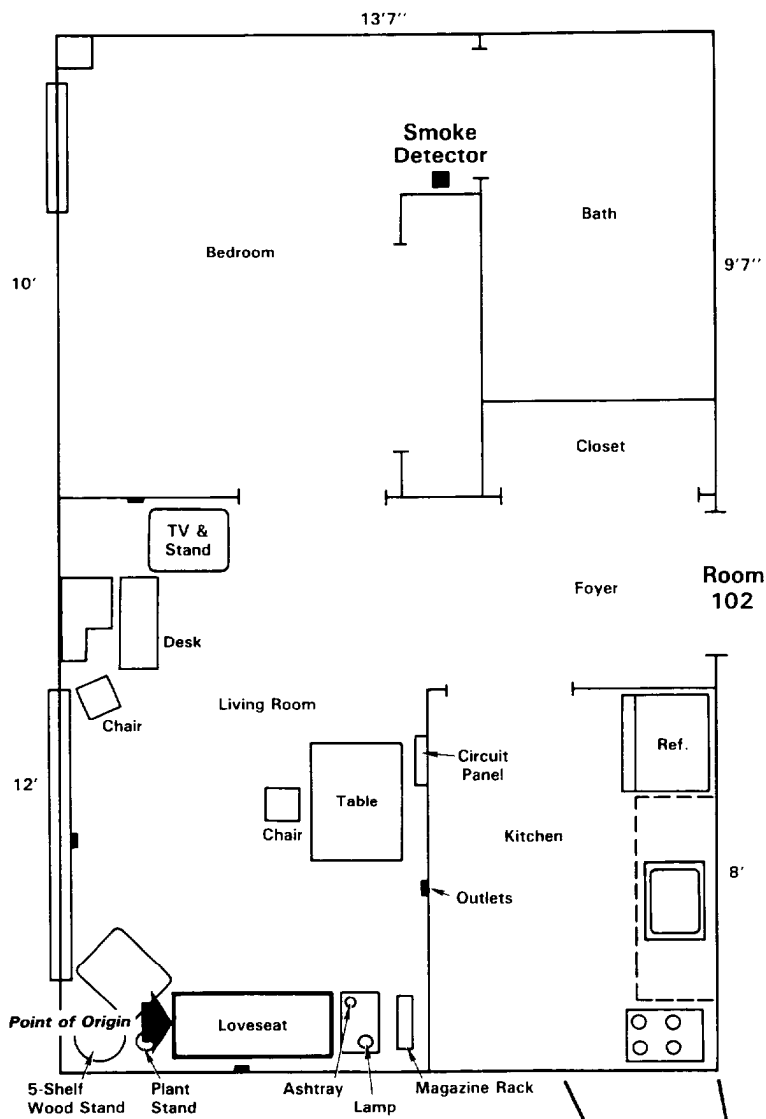 13'7''
Smoke
Detector
Bath
Bedroom
9'7''
10'
Closet
TV &
Stand
Foyer
Room
102
Desk
Living Room
Chair
Circuit
Panel
Ref.
12'
Table
Chair
Kitchen
8'
Outlets
Point of Origin
Loveseat
5-Shelf
Wood Stand
Plant
Stand
Ashtray
Lamp
Magazine Rack